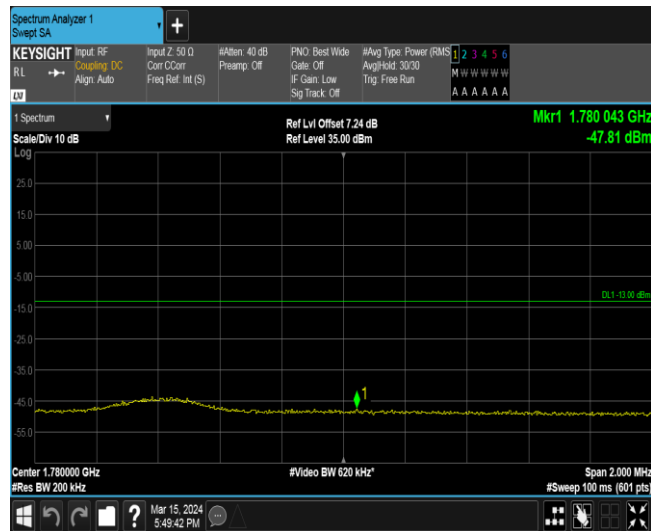 Spectrum Analyzer 1
Swept SA
+
KEYSIGHT
RL
LXI
Input: RF
Coupling: DC
Align: Auto
Input Z: 50 Ω
Corr CCorr
Freq Ref: Int (S)
#Atten: 40 dB
Preamp: Off
PNO: Best Wide
Gate: Off
IF Gain: Low
Sig Track: Off
#Avg Type: Power (RMS
Avg|Hold: 30/30
Trig: Free Run
1 2 3 4 5 6
M W W W W W
A A A A A A
1 Spectrum
Scale/Div 10 dB
Log
Ref Lvl Offset 7.24 dB
Ref Level 35.00 dBm
Mkr1 1.780 043 GHz
-47.81 dBm
25.0
15.0
5.00
-5.00
DL1 -13.00 dBm
-15.0
-25.0
-35.0
1
-45.0
-55.0
Center 1.780000 GHz
#Video BW 620 kHz*
Span 2.000 MHz
#Res BW 200 kHz
#Sweep 100 ms (601 pts)
?
Mar 15, 2024
5:49:42 PM